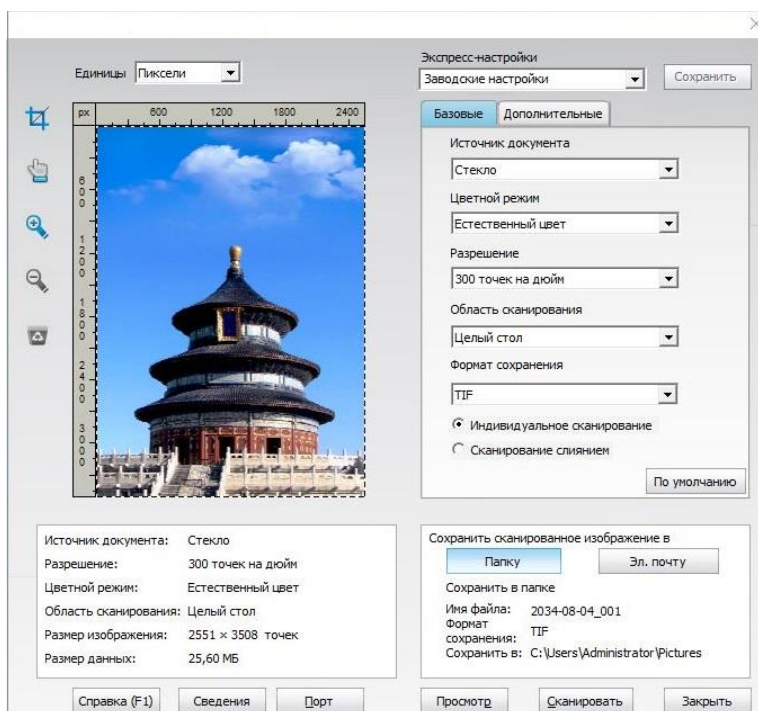 Единицы Пиксели
Экспресс-настройки
Заводские настройки
Сохранить
px 600 1200 1800 2400
600
1200
1800
2400
3000
Базовые Дополнительные
Источник документа
Стекло
Цветной режим
Естественный цвет
Разрешение
300 точек на дюйм
Область сканирования
Целый стол
Формат сохранения
TIF
Индивидуальное сканирование
Сканирование слиянием
По умолчанию
Источник документа: Стекло
Разрешение: 300 точек на дюйм
Цветной режим: Естественный цвет
Область сканирования: Целый стол
Размер изображения: 2551 × 3508 точек
Размер данных: 25,60 МБ
Сохранить сканированное изображение в
Папку Эл. почту
Сохранить в папке
Имя файла: 2034-08-04_001
Формат сохранения: TIF
Сохранить в: C:\Users\Administrator\Pictures
Справка (F1) Сведения Порт
Просмотр Сканировать Закрыть